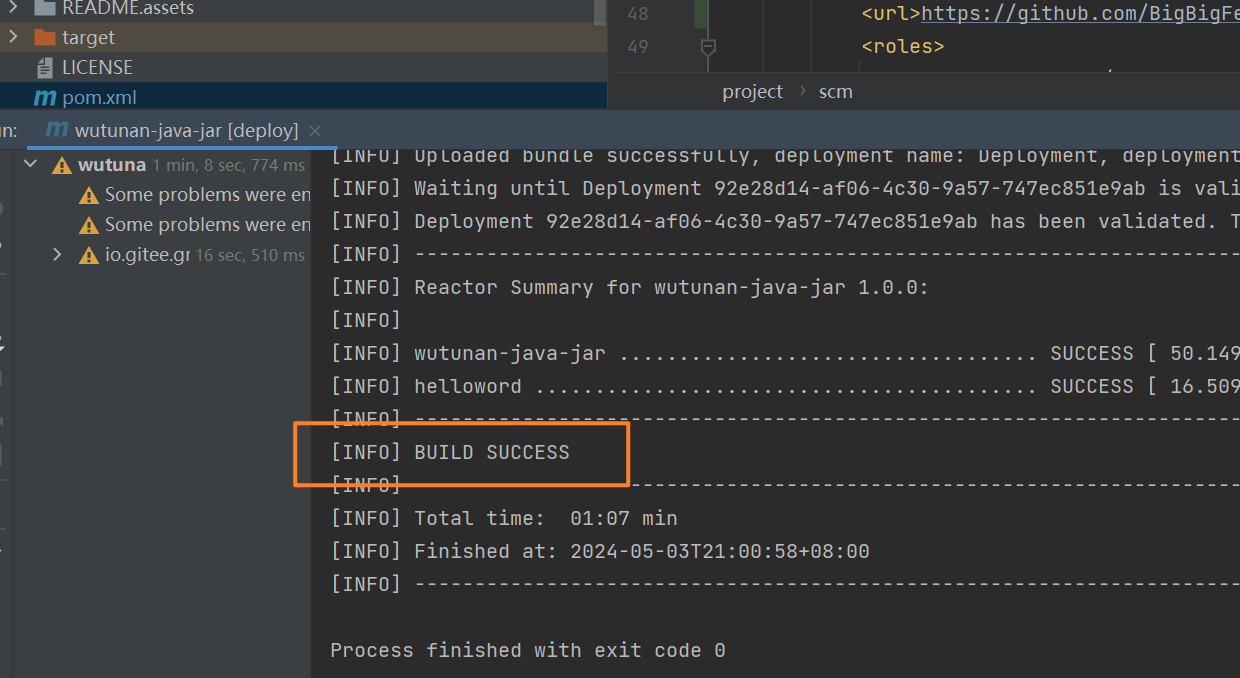 README.assets
target
LICENSE
pom.xml
48 <url>https://github.com/BigBigFe
49 <roles>
project › scm
wutunan-java-jar [deploy]
wutuna 1 min, 8 sec, 774 ms
Some problems were en
Some problems were en
io.gitee.gr 16 sec, 510 ms
[INFO] Uploaded bundle successfully, deployment name: Deployment, deployment
[INFO] Waiting until Deployment 92e28d14-af06-4c30-9a57-747ec851e9ab is vali
[INFO] Deployment 92e28d14-af06-4c30-9a57-747ec851e9ab has been validated. T
[INFO] ---------------------------------------------------------------------
[INFO] Reactor Summary for wutunan-java-jar 1.0.0:
[INFO]
[INFO] wutunan-java-jar ................................... SUCCESS [ 50.149
[INFO] helloword .......................................... SUCCESS [ 16.509
[INFO] ---------------------------------------------------------------------
[INFO] BUILD SUCCESS
[INFO] ---------------------------------------------------------------------
[INFO] Total time:  01:07 min
[INFO] Finished at: 2024-05-03T21:00:58+08:00
[INFO] ---------------------------------------------------------------------
Process finished with exit code 0